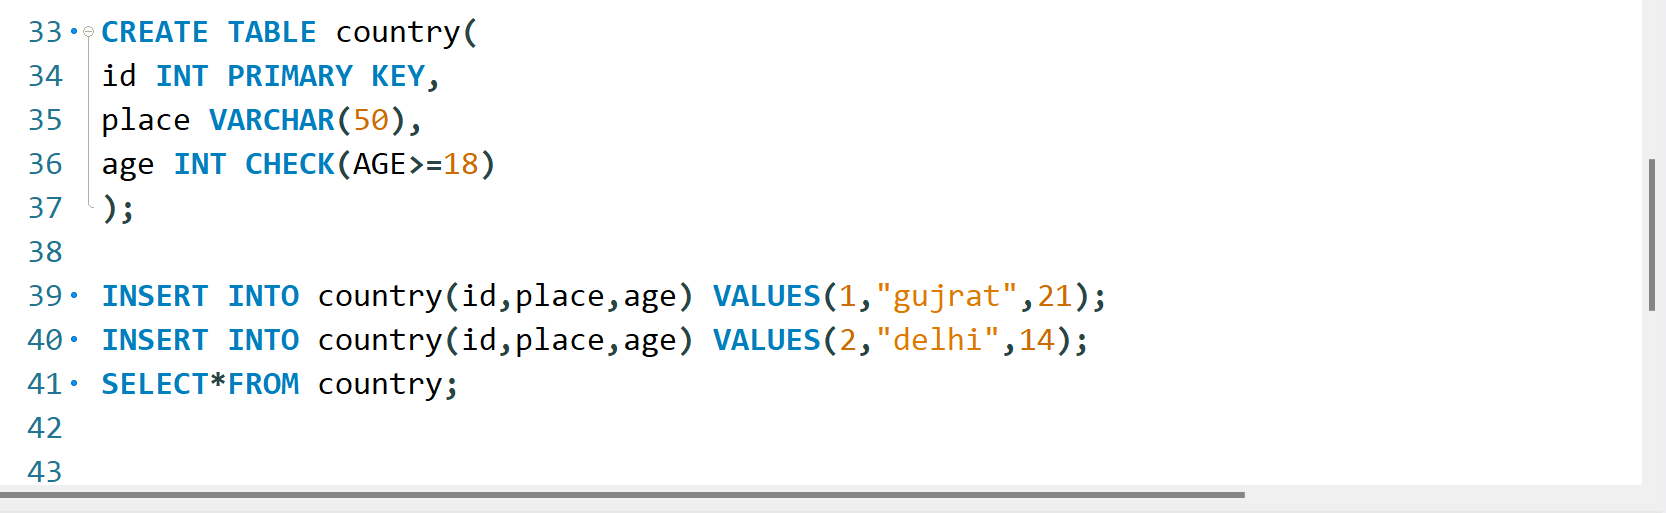 33 CREATE TABLE country(
34 id INT PRIMARY KEY,
35 place VARCHAR(50),
36 age INT CHECK(AGE>=18)
37 );
38
39 INSERT INTO country(id,place,age) VALUES(1,"gujrat",21);
40 INSERT INTO country(id,place,age) VALUES(2,"delhi",14);
41 SELECT*FROM country;
42
43